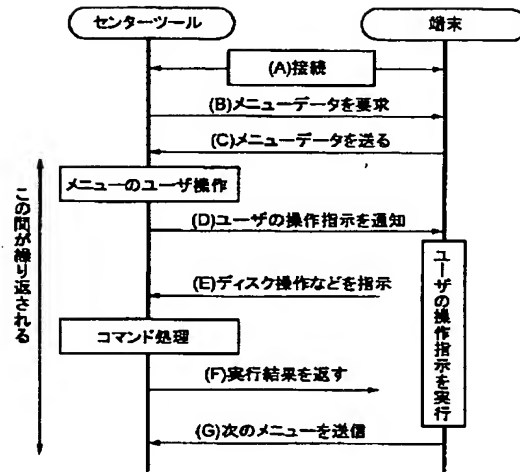 センターツール
端末
(A)接続
(B)メニューデータを要求
(C)メニューデータを送る
メニューのユーザ操作
(D)ユーザの操作指示を通知
(E)ディスク操作などを指示
コマンド処理
(F)実行結果を返す
(G)次のメニューを送信
この間が繰り返される
ユーザの操作指示を実行